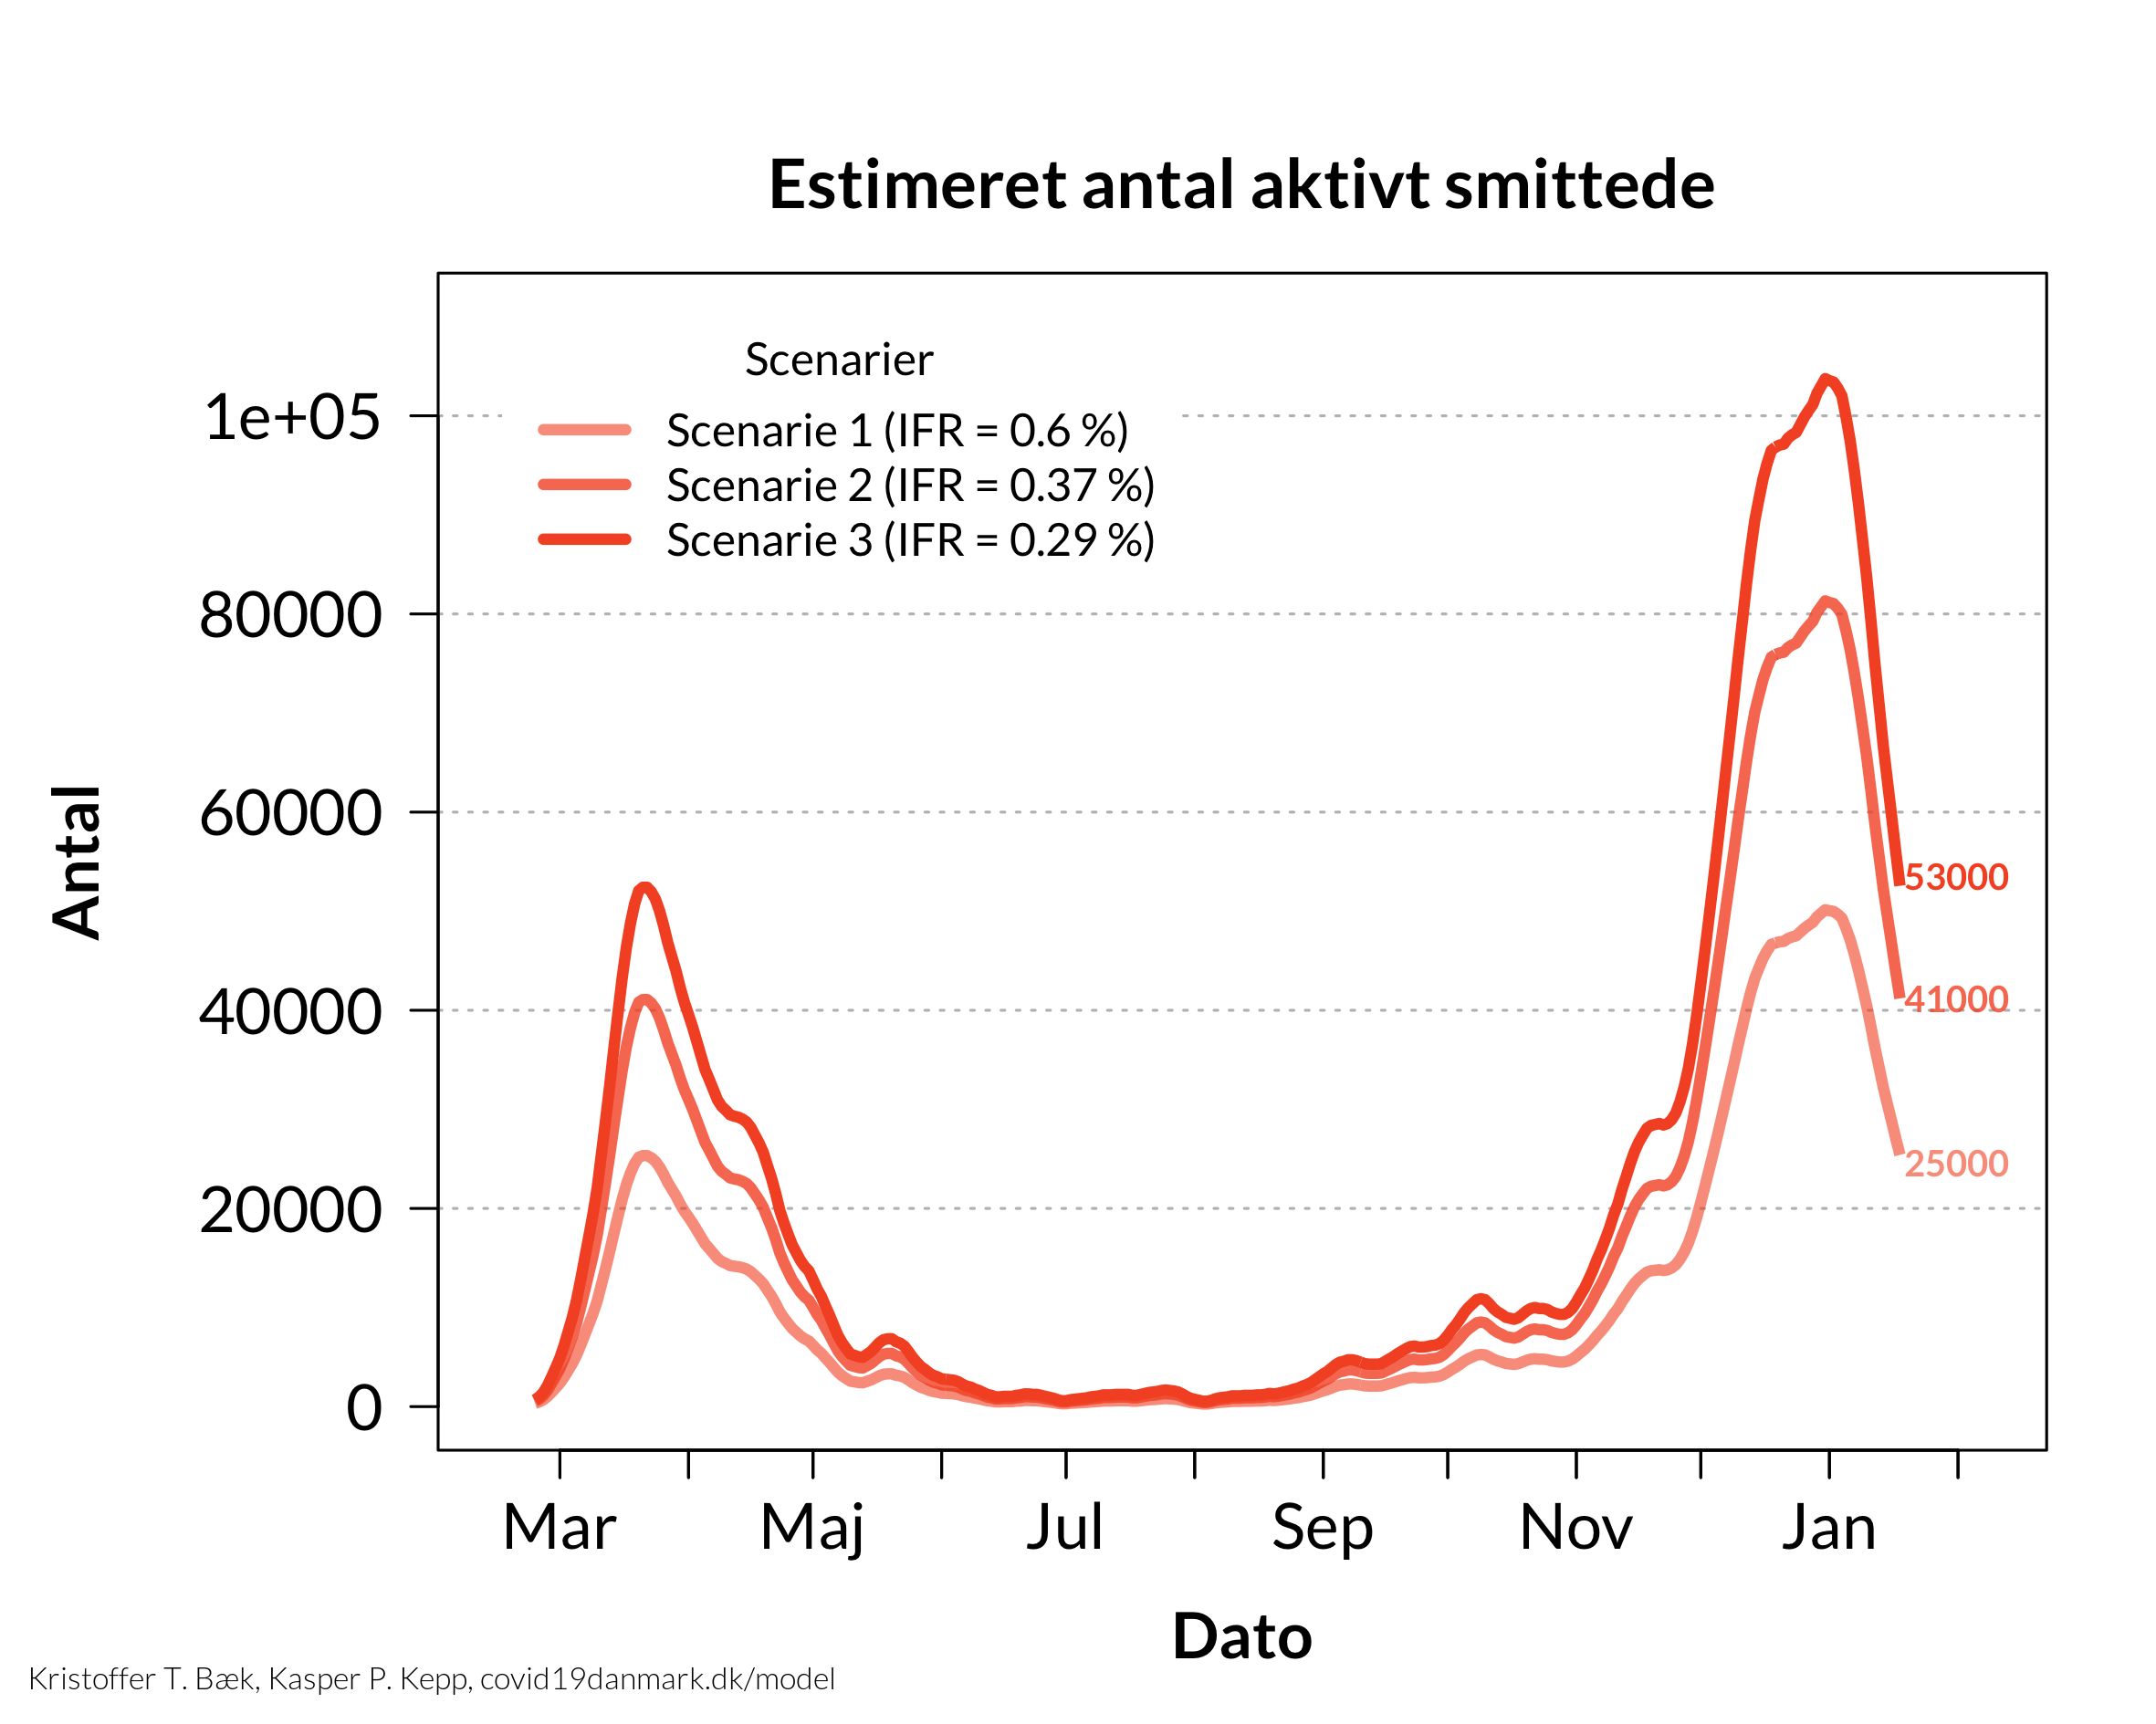 Estimeret antal aktivt smittede
Scenarier
Scenarie 1 (IFR = 0.6 %)
Scenarie 2 (IFR = 0.37 %)
Scenarie 3 (IFR = 0.29 %)
Antal
1e+05
80000
60000
40000
20000
0
53000
41000
25000
Mar Maj Jul Sep Nov Jan
Dato
Kristoffer T. Bæk, Kasper P. Kepp, covid19danmark.dk/model